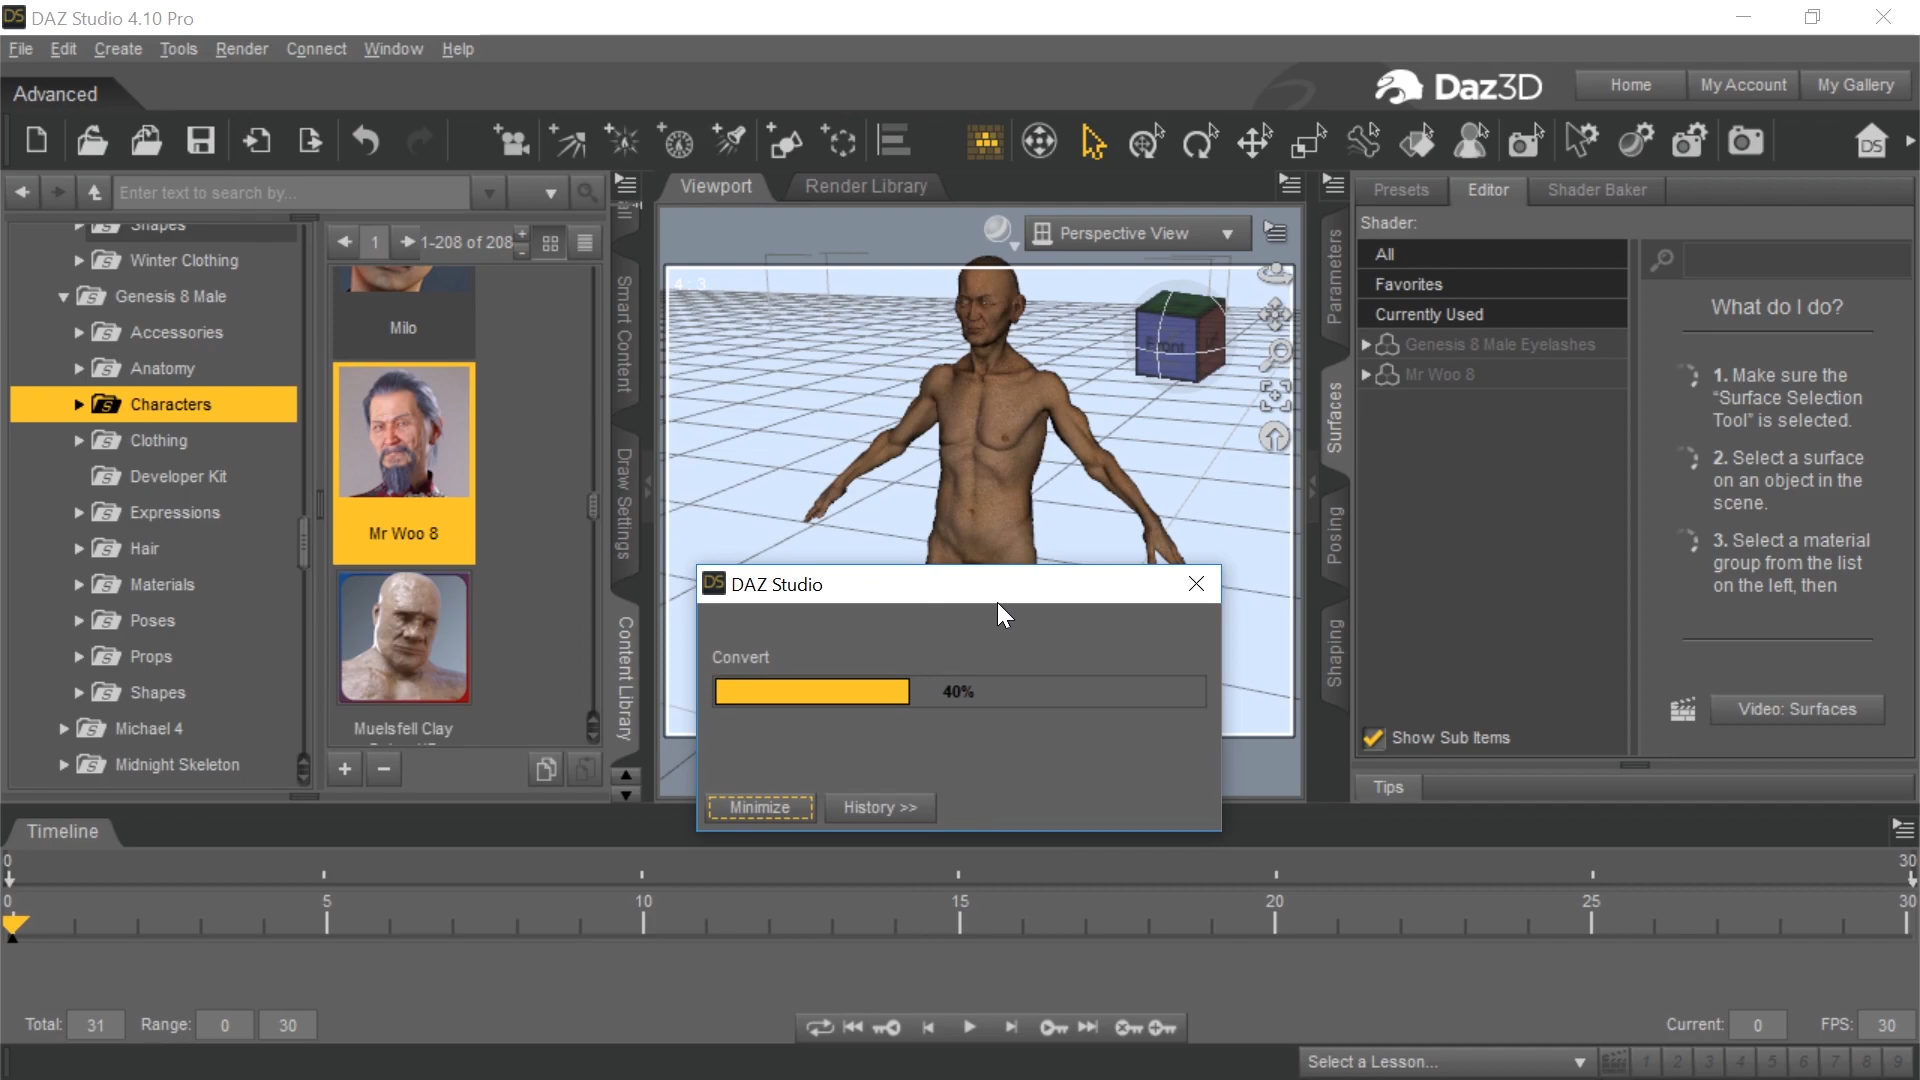 DAZ Studio 4.10 Pro
File Edit Create Tools Render Connect Window Help
Advanced
Daz3D
Home My Account My Gallery
DS
Enter text to search by...
Viewport Render Library
Presets Editor Shader Baker
Shapes
Winter Clothing
Genesis 8 Male
Accessories
Anatomy
Characters
Clothing
Developer Kit
Expressions
Hair
Materials
Poses
Props
Shapes
Michael 4
Midnight Skeleton
1 1-208 of 208
Milo
Mr Woo 8
Muelsfell Clay
Smart Content
Draw Settings
Content Library
Perspective View
4 : 3
Front
Parameters
Surfaces
Posing
Shaping
Shader:
All
Favorites
Currently Used
Genesis 8 Male Eyelashes
Mr Woo 8
Show Sub Items
What do I do?
1. Make sure the
“Surface Selection
Tool” is selected.
2. Select a surface
on an object in the
scene.
3. Select a material
group from the list
on the left, then
Video: Surfaces
Tips
DAZ Studio
Convert
40%
Minimize History >>
Timeline
0 30
0 5 10 15 20 25 30
Total: 31 Range: 0 30
Current: 0 FPS: 30
Select a Lesson... 1 2 3 4 5 6 7 8 9